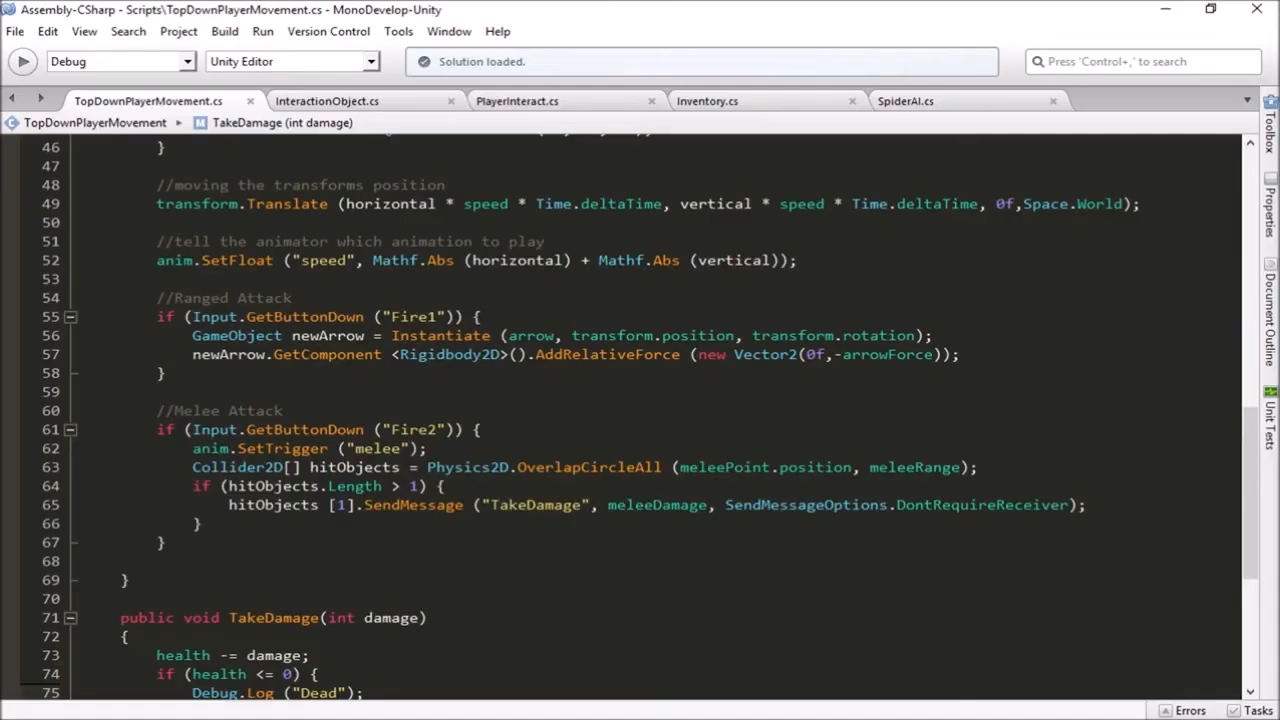 Assembly-CSharp - Scripts\TopDownPlayerMovement.cs - MonoDevelop-Unity
File Edit View Search Project Build Run Version Control Tools Window Help
Debug Unity Editor Solution loaded. Press 'Control+,' to search
TopDownPlayerMovement.cs InteractionObject.cs PlayerInteract.cs Inventory.cs SpiderAI.cs
TopDownPlayerMovement TakeDamage (int damage)
46 }
47
48 //moving the transforms position
49 transform.Translate (horizontal * speed * Time.deltaTime, vertical * speed * Time.deltaTime, 0f,Space.World);
50
51 //tell the animator which animation to play
52 anim.SetFloat ("speed", Mathf.Abs (horizontal) + Mathf.Abs (vertical));
53
54 //Ranged Attack
55 if (Input.GetButtonDown ("Fire1")) {
56 GameObject newArrow = Instantiate (arrow, transform.position, transform.rotation);
57 newArrow.GetComponent <Rigidbody2D>().AddRelativeForce (new Vector2(0f,-arrowForce));
58 }
59
60 //Melee Attack
61 if (Input.GetButtonDown ("Fire2")) {
62 anim.SetTrigger ("melee");
63 Collider2D[] hitObjects = Physics2D.OverlapCircleAll (meleePoint.position, meleeRange);
64 if (hitObjects.Length > 1) {
65 hitObjects [1].SendMessage ("TakeDamage", meleeDamage, SendMessageOptions.DontRequireReceiver);
66 }
67 }
68
69 }
70
71 public void TakeDamage(int damage)
72 {
73 health -= damage;
74 if (health <= 0) {
75 Debug.Log ("Dead");
Toolbox
Properties
Document Outline
Unit Tests
Errors Tasks